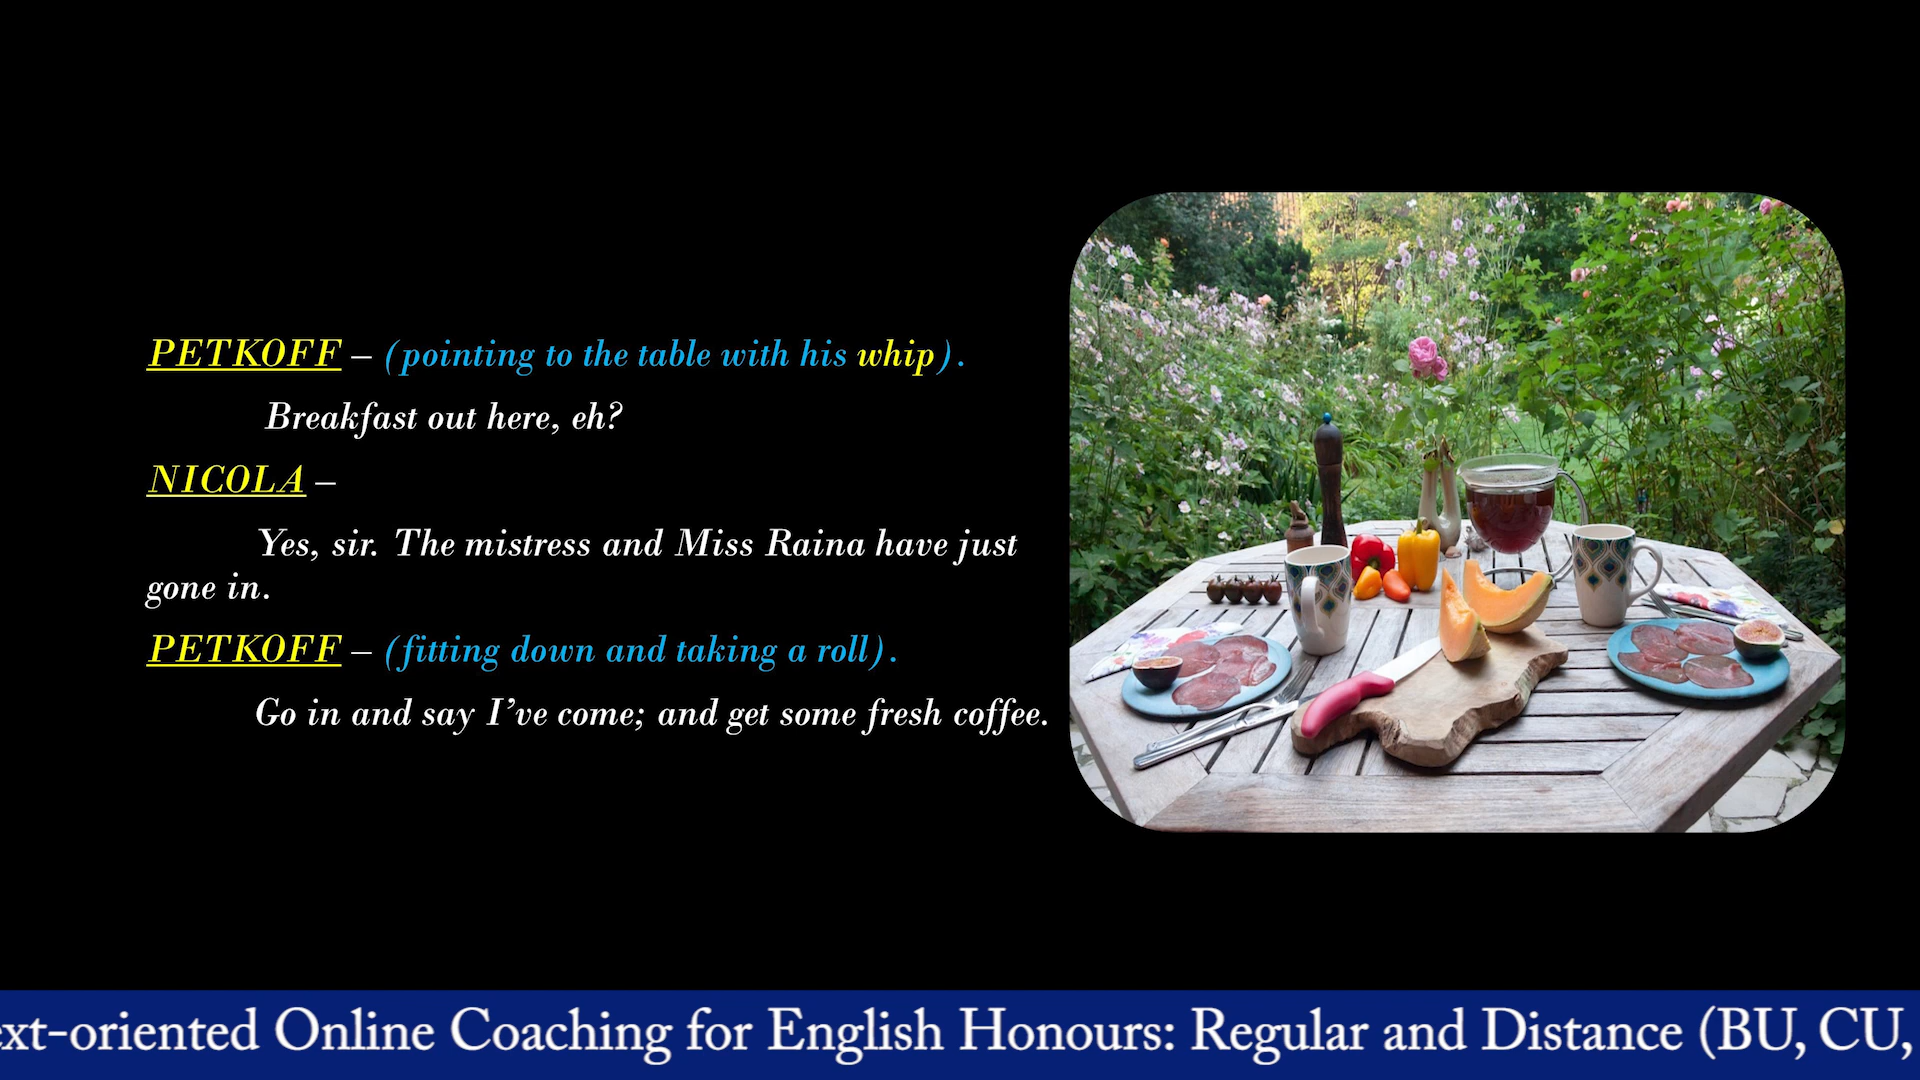 PETKOFF – (pointing to the table with his whip).
Breakfast out here, eh?
NICOLA –
Yes, sir. The mistress and Miss Raina have just
gone in.
PETKOFF – (fitting down and taking a roll).
Go in and say I’ve come; and get some fresh coffee.
ext-oriented Online Coaching for English Honours: Regular and Distance (BU, CU,